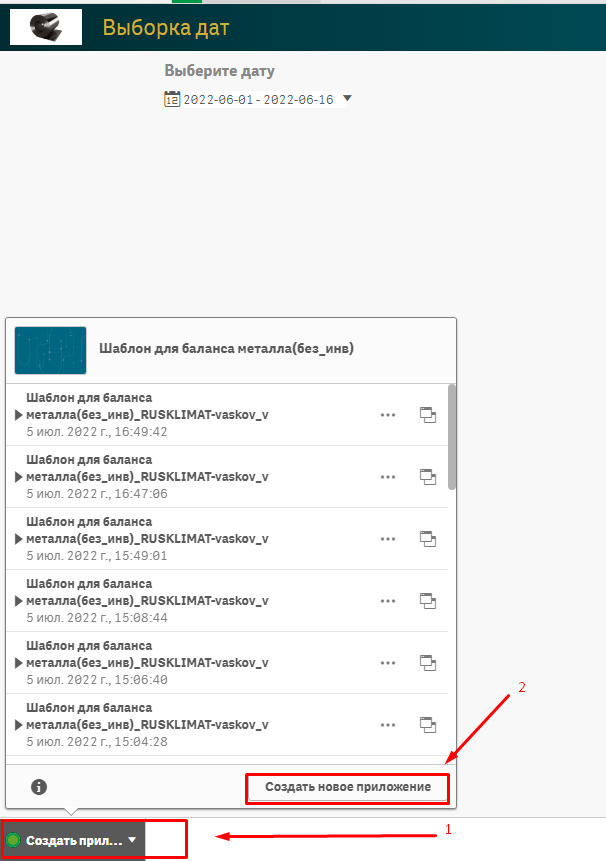 Выборка дат
Выберите дату
12 2022-06-01 - 2022-06-16
Шаблон для баланса металла(без_инв)
Шаблон для баланса
металла(без_инв)_RUSKLIMAT-vaskov_v
5 июл. 2022 г., 16:49:42
Шаблон для баланса
металла(без_инв)_RUSKLIMAT-vaskov_v
5 июл. 2022 г., 16:47:06
Шаблон для баланса
металла(без_инв)_RUSKLIMAT-vaskov_v
5 июл. 2022 г., 15:49:01
Шаблон для баланса
металла(без_инв)_RUSKLIMAT-vaskov_v
5 июл. 2022 г., 15:08:44
Шаблон для баланса
металла(без_инв)_RUSKLIMAT-vaskov_v
5 июл. 2022 г., 15:06:40
Шаблон для баланса
металла(без_инв)_RUSKLIMAT-vaskov_v
5 июл. 2022 г., 15:04:28
2
Создать новое приложение
1
Создать прил...